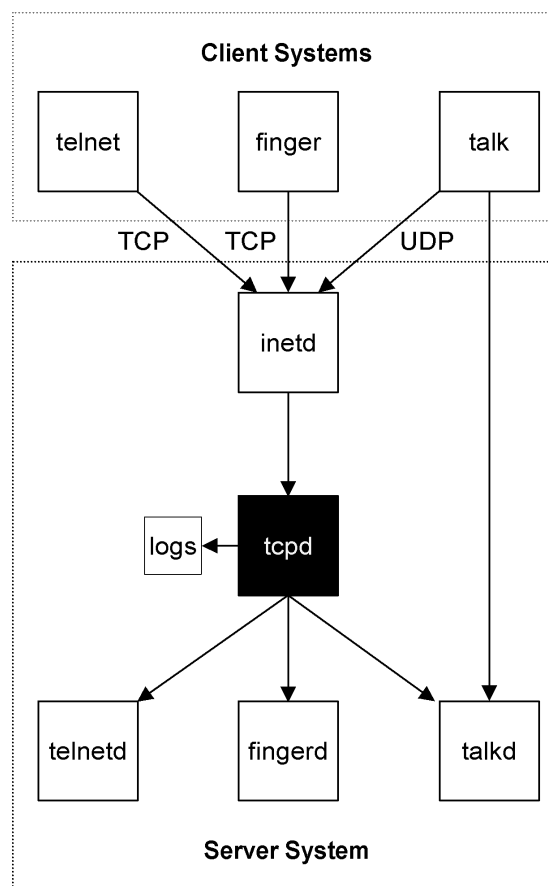 Client Systems
telnet finger talk
TCP TCP UDP
inetd
logs tcpd
telnetd fingerd talkd
Server System